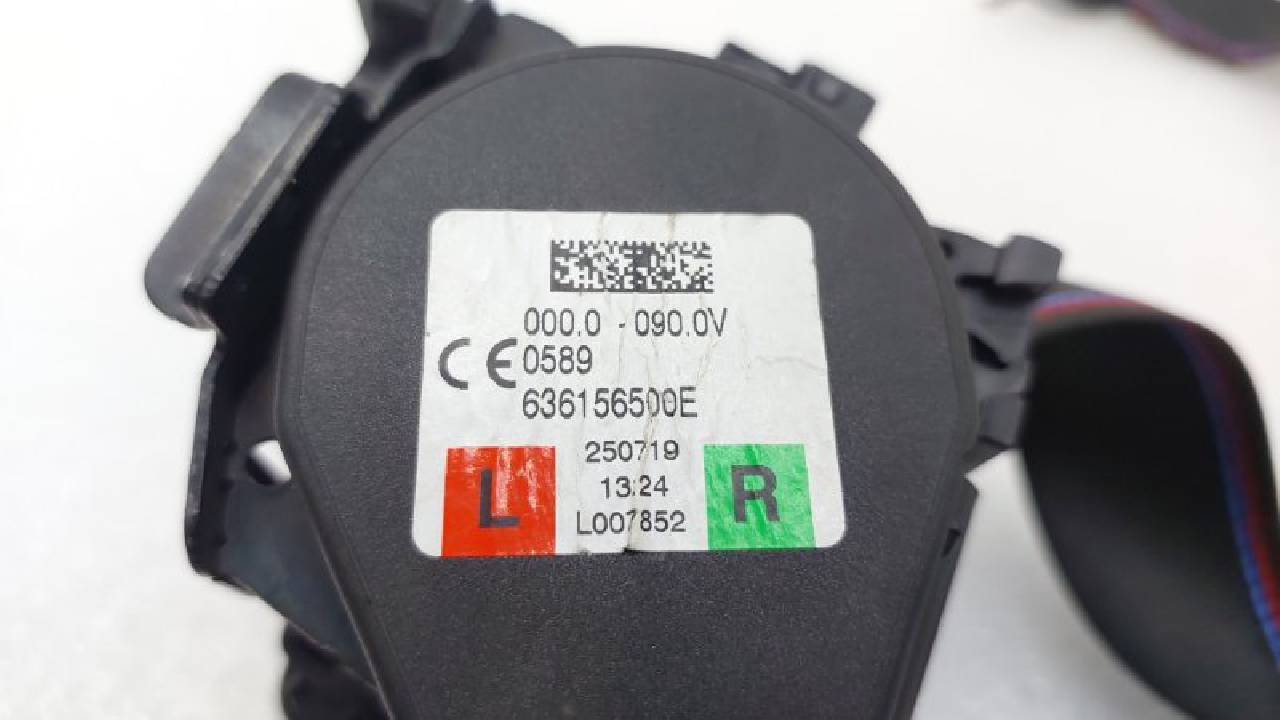 000.0 - 090.0V
CE 0589
636156500E
250719
13:24
L007852
L
R